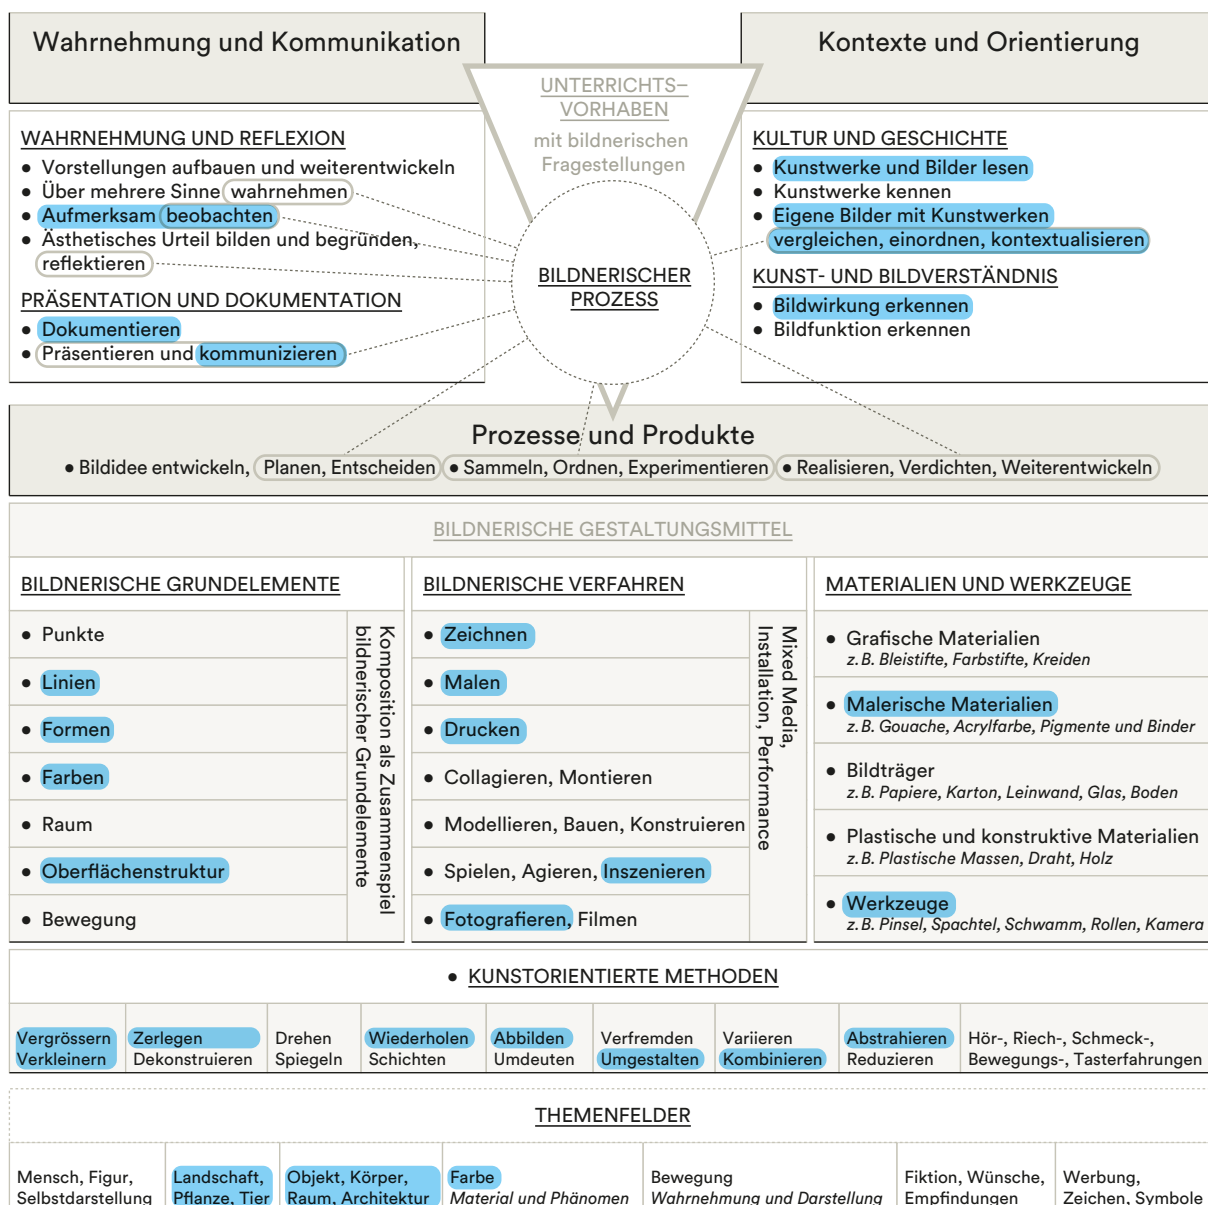 Wahrnehmung und Kommunikation
Kontexte und Orientierung
UNTERRICHTS–
VORHABEN
mit bildnerischen
Fragestellungen
WAHRNEHMUNG UND REFLEXION
• Vorstellungen aufbauen und weiterentwickeln
• Über mehrere Sinne wahrnehmen
• Aufmerksam beobachten
• Ästhetisches Urteil bilden und begründen,
reflektieren
PRÄSENTATION UND DOKUMENTATION
• Dokumentieren
• Präsentieren und kommunizieren
BILDNERISCHER
PROZESS
KULTUR UND GESCHICHTE
• Kunstwerke und Bilder lesen
• Kunstwerke kennen
• Eigene Bilder mit Kunstwerken
vergleichen, einordnen, kontextualisieren
KUNST- UND BILDVERSTÄNDNIS
• Bildwirkung erkennen
• Bildfunktion erkennen
Prozesse und Produkte
• Bildidee entwickeln, Planen, Entscheiden • Sammeln, Ordnen, Experimentieren • Realisieren, Verdichten, Weiterentwickeln
BILDNERISCHE GESTALTUNGSMITTEL
BILDNERISCHE GRUNDELEMENTE
• Punkte
• Linien
• Formen
• Farben
• Raum
• Oberflächenstruktur
• Bewegung
Komposition als Zusammenspiel
bildnerischer Grundelemente
BILDNERISCHE VERFAHREN
• Zeichnen
• Malen
• Drucken
• Collagieren, Montieren
• Modellieren, Bauen, Konstruieren
• Spielen, Agieren, Inszenieren
• Fotografieren, Filmen
Mixed Media,
Installation, Performance
MATERIALIEN UND WERKZEUGE
• Grafische Materialien
z.B. Bleistifte, Farbstifte, Kreiden
• Malerische Materialien
z.B. Gouache, Acrylfarbe, Pigmente und Binder
• Bildträger
z.B. Papiere, Karton, Leinwand, Glas, Boden
• Plastische und konstruktive Materialien
z.B. Plastische Massen, Draht, Holz
• Werkzeuge
z.B. Pinsel, Spachtel, Schwamm, Rollen, Kamera
• KUNSTORIENTIERTE METHODEN
Vergrössern
Verkleinern
Zerlegen
Dekonstruieren
Drehen
Spiegeln
Wiederholen
Schichten
Abbilden
Umdeuten
Verfremden
Umgestalten
Variieren
Kombinieren
Abstrahieren
Reduzieren
Hör-, Riech-, Schmeck-,
Bewegungs-, Tasterfahrungen
THEMENFELDER
Mensch, Figur,
Selbstdarstellung
Landschaft,
Pflanze, Tier
Objekt, Körper,
Raum, Architektur
Farbe
Material und Phänomen
Bewegung
Wahrnehmung und Darstellung
Fiktion, Wünsche,
Empfindungen
Werbung,
Zeichen, Symbole